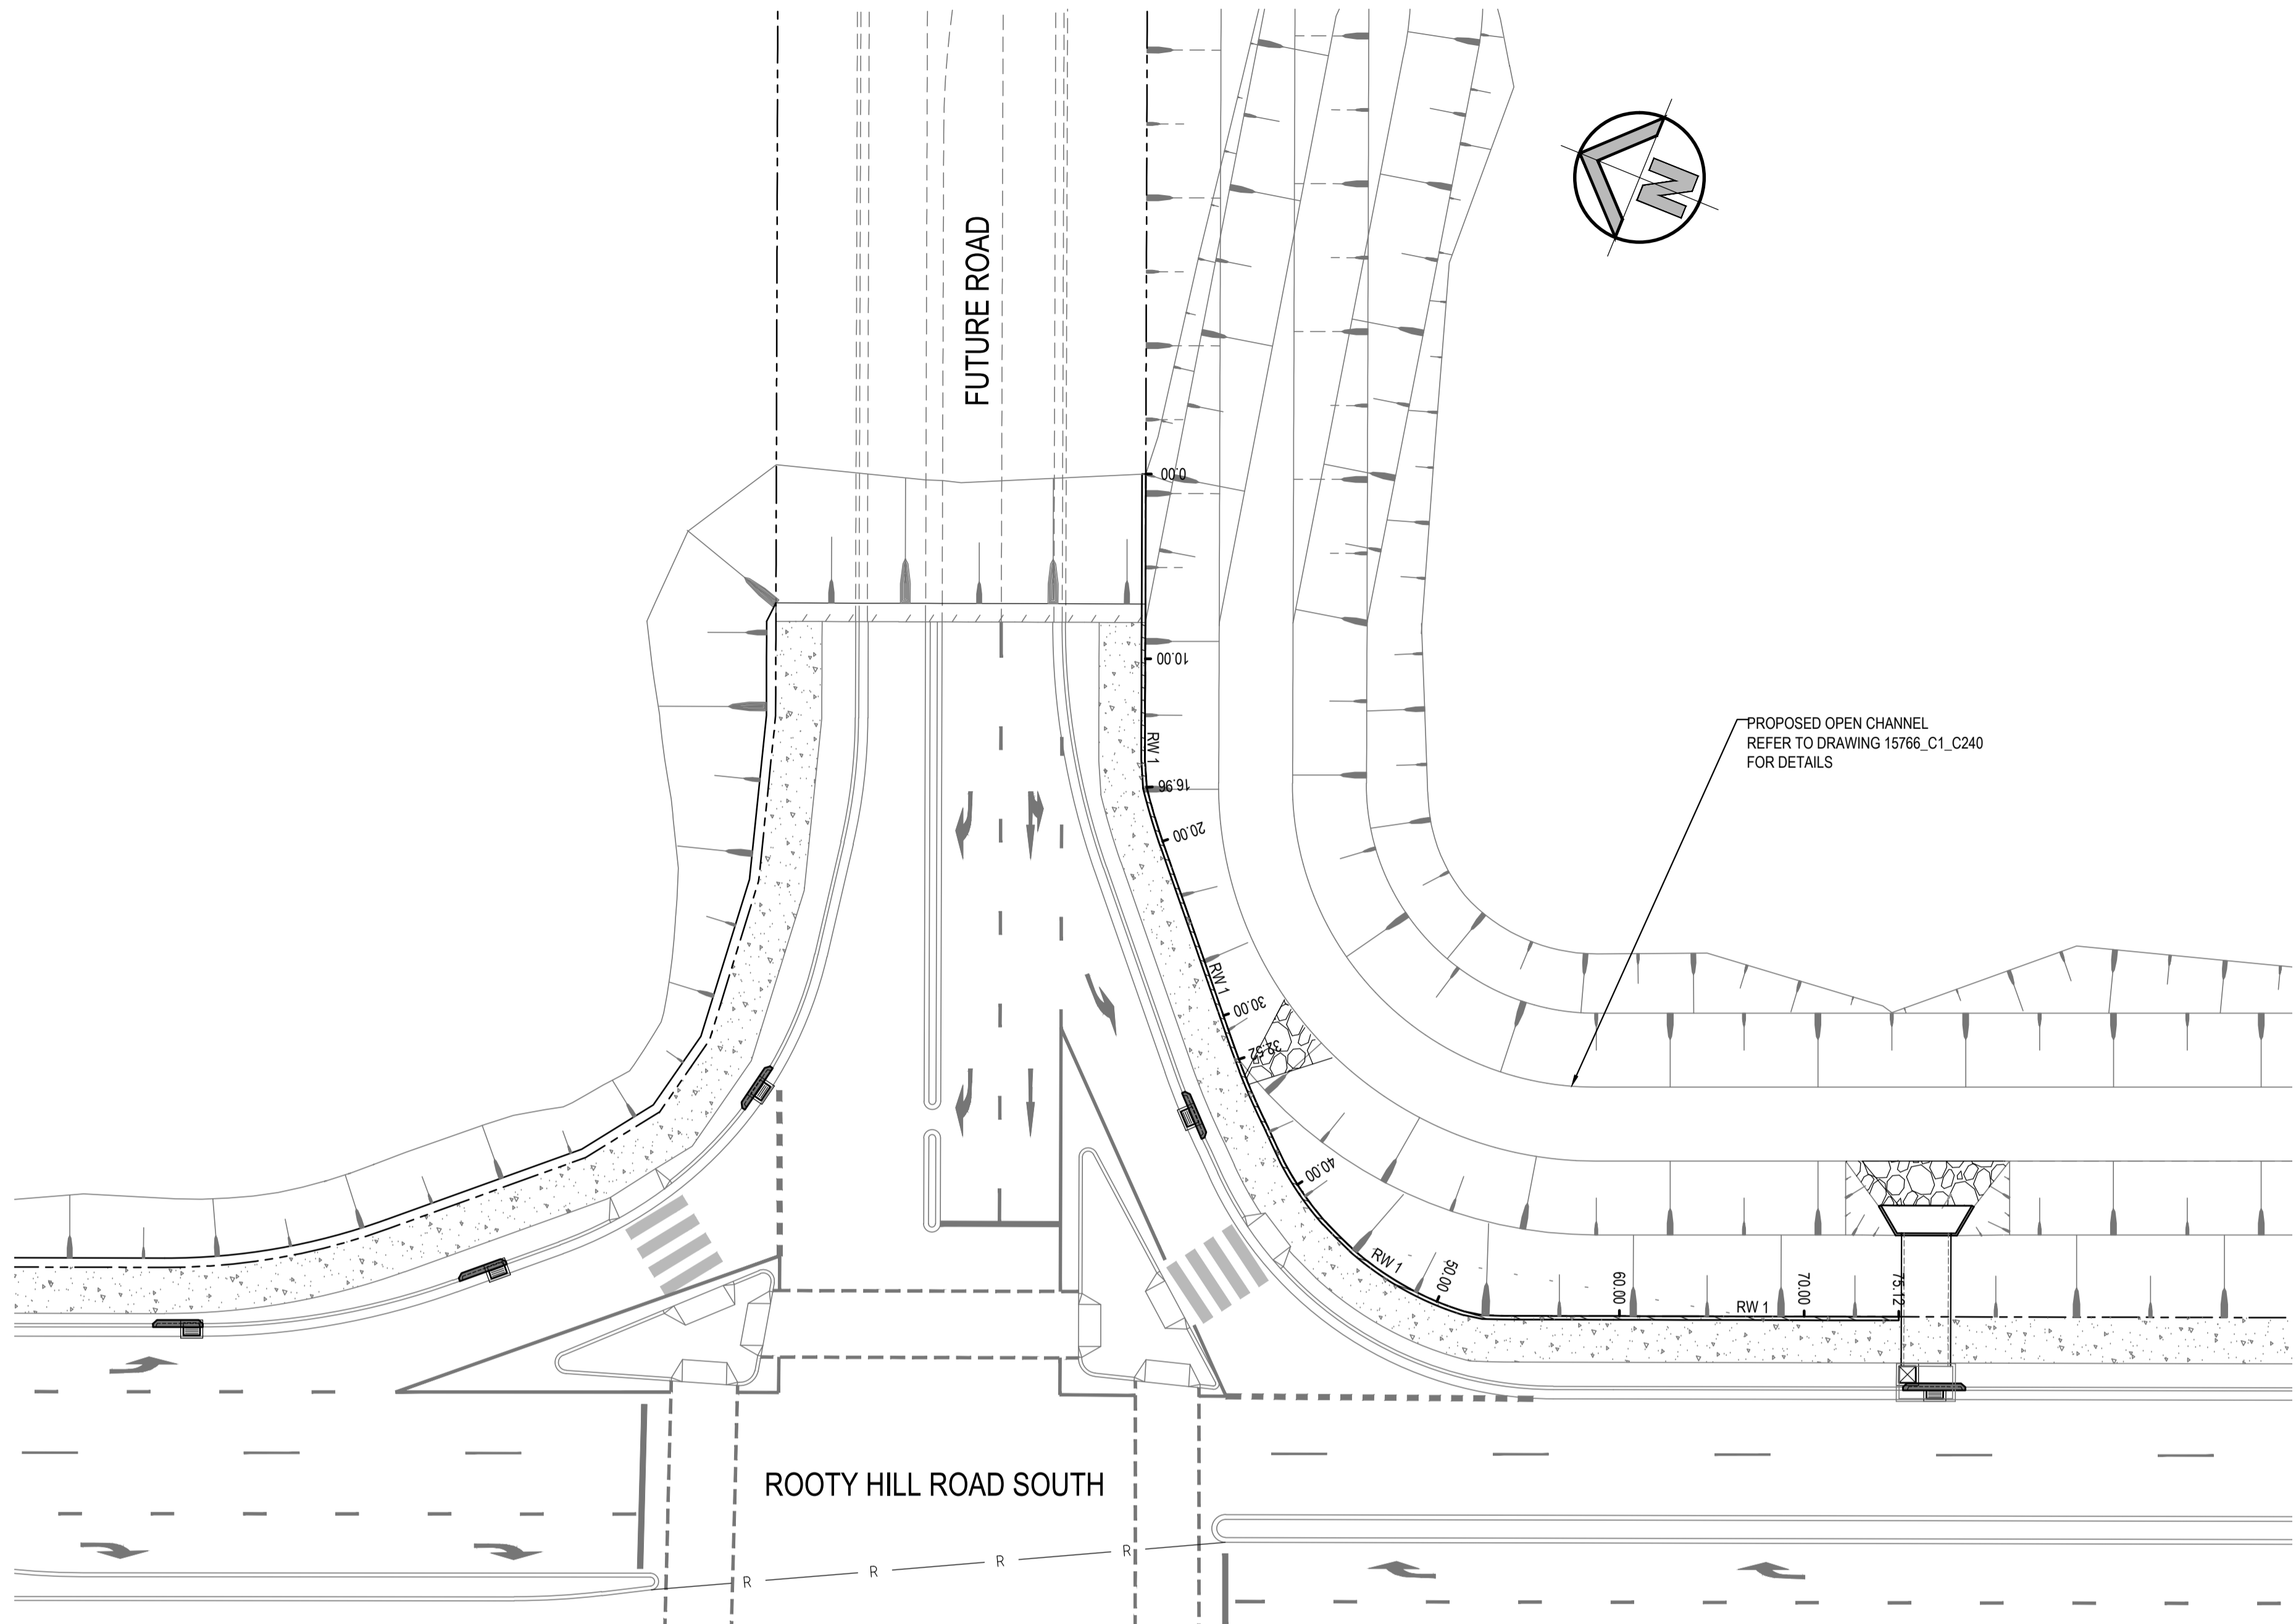 N
FUTURE ROAD
0.00
10.00
RW 1
16.96
20.00
RW 1
30.00
32.52
40.00
RW 1
50.00
60.00
70.00
75.12
RW 1
PROPOSED OPEN CHANNEL
REFER TO DRAWING 15766_C1_C240
FOR DETAILS
ROOTY HILL ROAD SOUTH
R
R
R
R